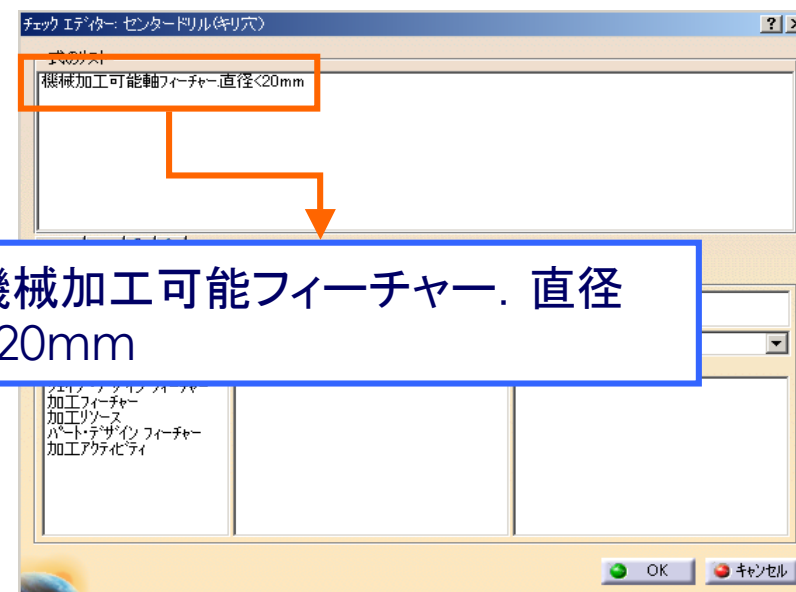 チェック エディター: センタードリル(キリ穴)
式のリスト
機械加工可能軸フィーチャー.直径<20mm
機械加工可能フィーチャー. 直径
20mm
加工フィーチャー
加工リソース
パート・デザイン フィーチャー
加工アクティビティ
OK
キャンセル